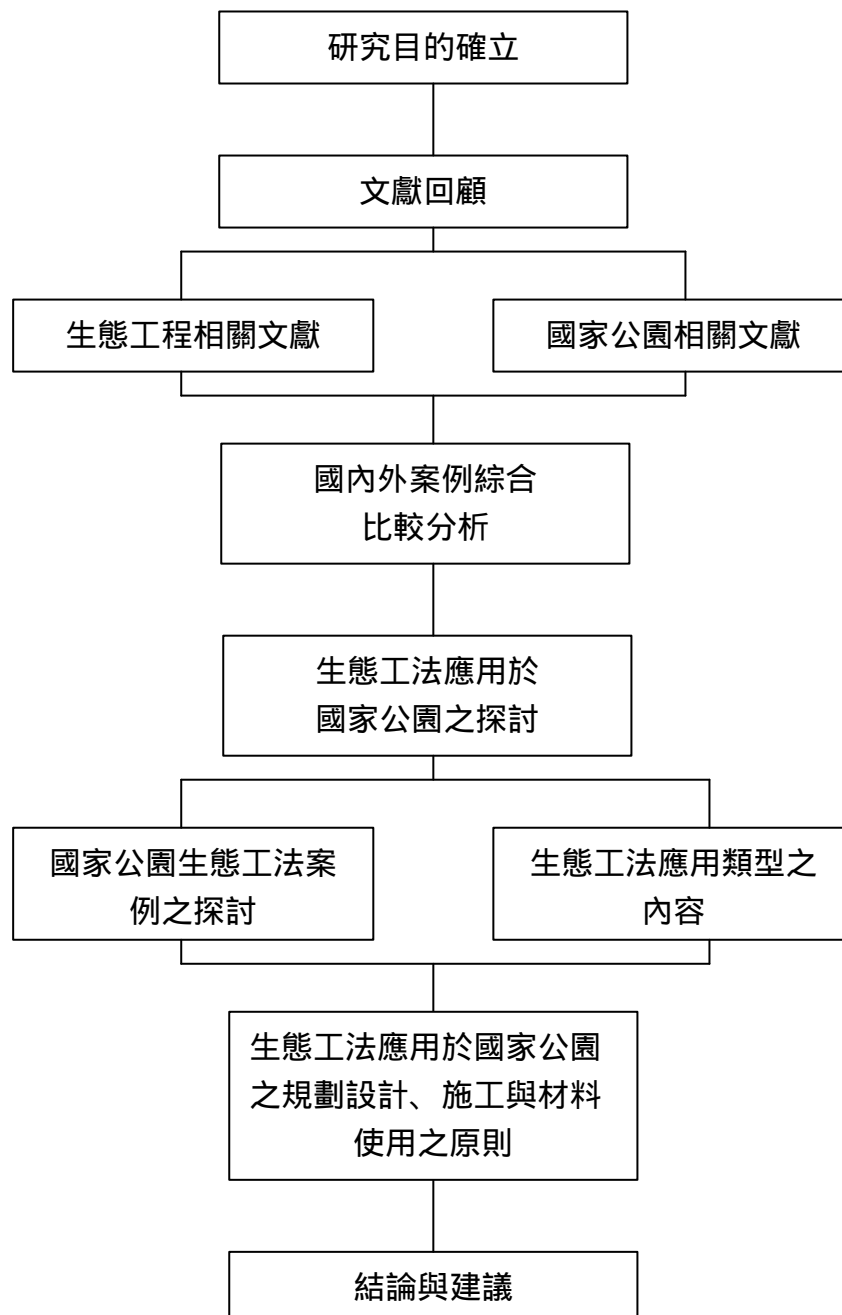 研究目的確立
文獻回顧
生態工程相關文獻
國家公園相關文獻
國內外案例綜合
比較分析
生態工法應用於
國家公園之探討
國家公園生態工法案
例之探討
生態工法應用類型之
內容
生態工法應用於國家公園
之規劃設計、施工與材料
使用之原則
結論與建議